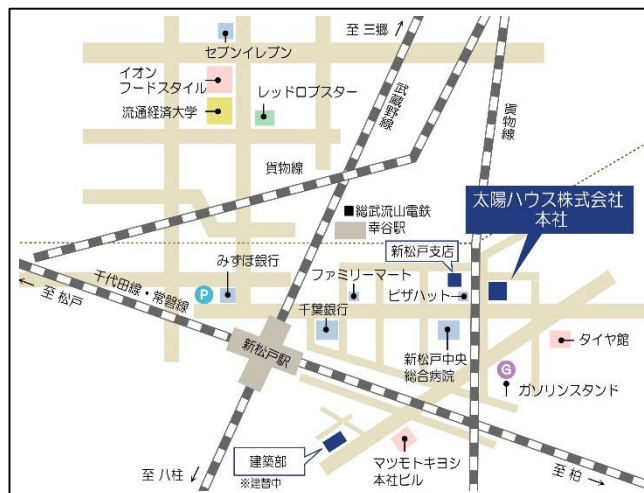 至 三郷
セブンイレブン
イオン
フードスタイル
流通経済大学
レッドロブスター
武蔵野線
貨物線
貨物線
太陽ハウス株式会社
本社
■総武流山電鉄
幸谷駅
新松戸支店
みずほ銀行
ファミリーマート
ピザハット
千代田線・常磐線
至 松戸
P
千葉銀行
新松戸駅
新松戸中央
総合病院
タイヤ館
G
ガソリンスタンド
至 八柱
建築部
※建替中
マツモトキヨシ
本社ビル
至 柏